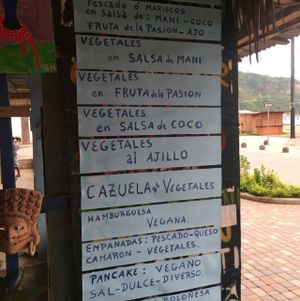 Pescado o MARISCOS
en Salsa de: MANI - COCO
FRUTA de la PASION - AJO
VEGETALES
en SALSA de MANI
VEGETALES
en FRUTA de la PASION
VEGETALES
en SALSA de COCO
VEGETALES
al AJILLO
CAZUELA de VEGETALES
HAMBURGUESA
VEGANA.
EMPANADAS: PESCADO-QUESO
CAMARON - VEGETALES.
PANCAKE: VEGANO
SAL-DULCE-DIVERSO.
BOLONESA